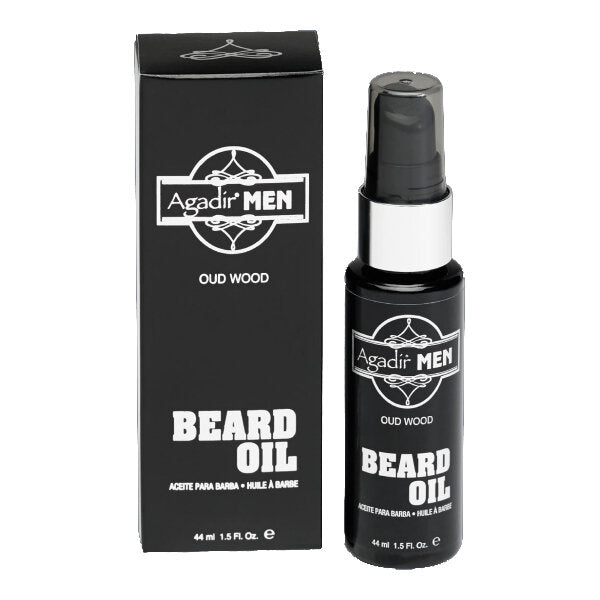 Agadir® MEN
OUD WOOD
BEARD
OIL
ACEITE PARA BARBA • HUILE À BARBE
44 ml 1.5 Fl. Oz. ℮
Agadir® MEN
OUD WOOD
BEARD
OIL
ACEITE PARA BARBA • HUILE À BARBE
44 ml 1.5 Fl. Oz. ℮